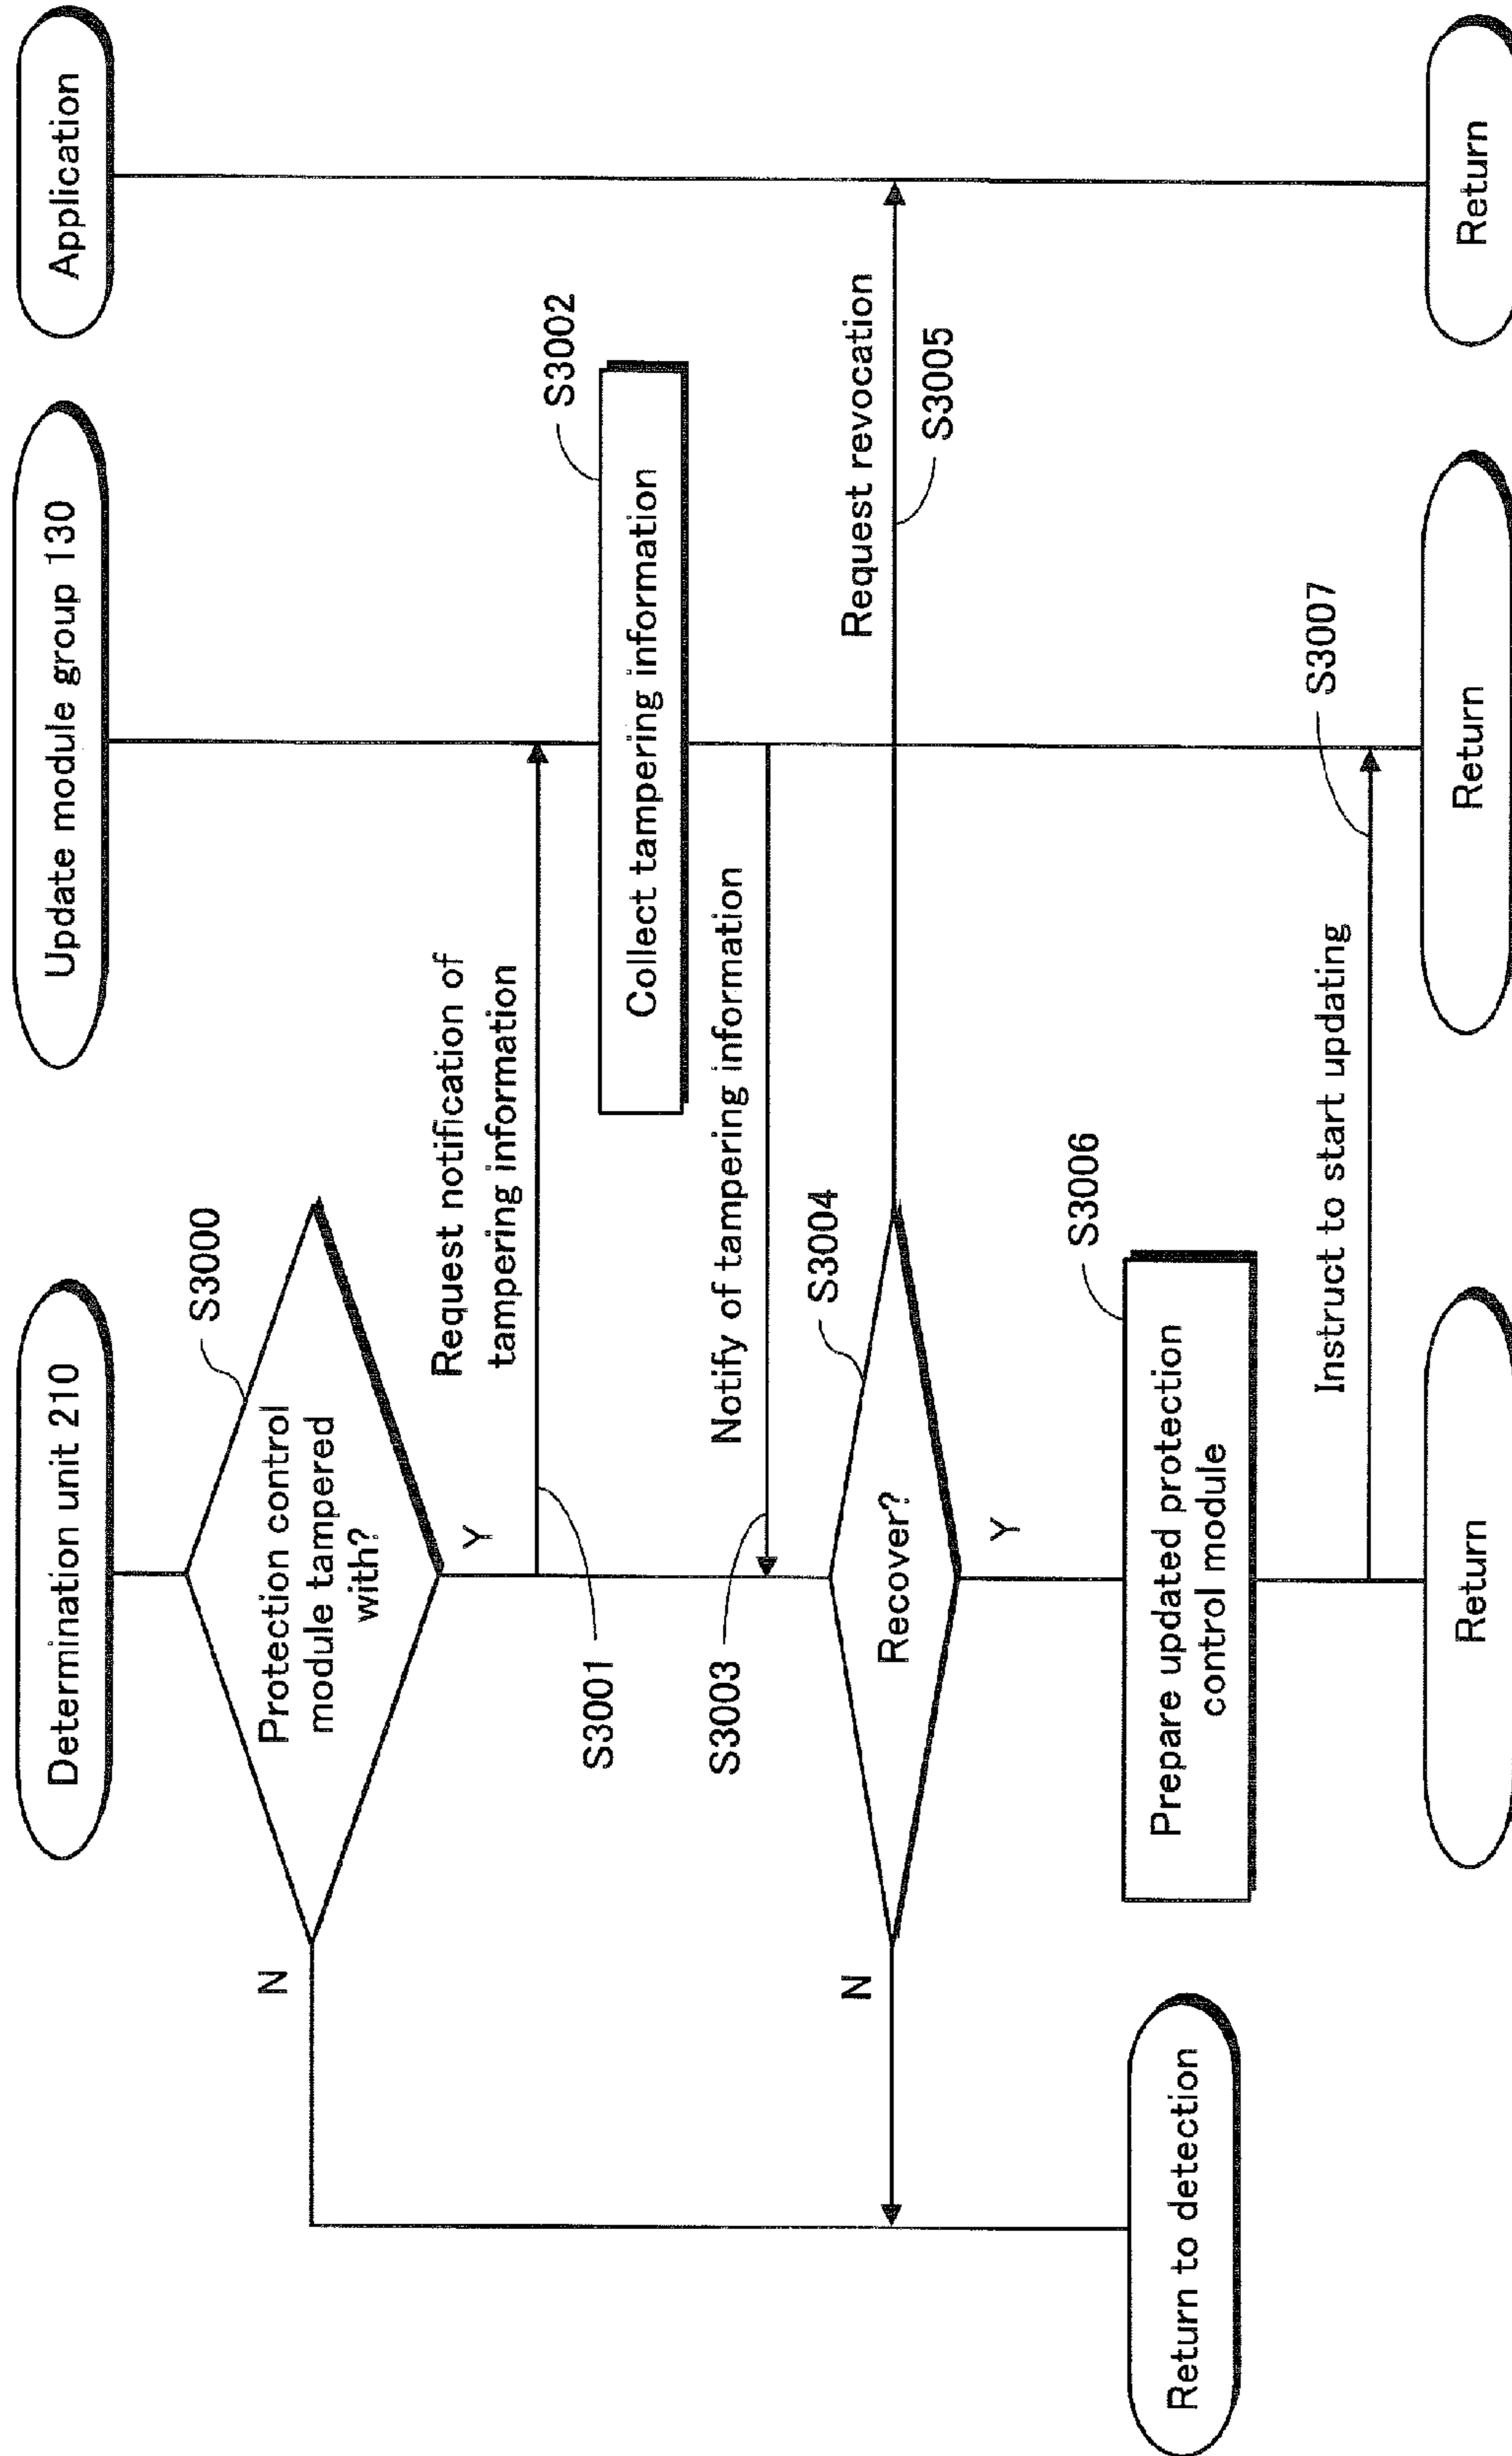 Determination unit 210
Update module group 130
Application
S3000
Protection control
module tampered
with?
N
Y
Request notification of
tampering information
S3001
S3002
Collect tampering information
Notify of tampering information
S3003
S3004
Recover?
N
Y
Request revocation
S3005
S3006
Prepare updated protection
control module
Instruct to start updating
S3007
Return to detection
Return
Return
Return